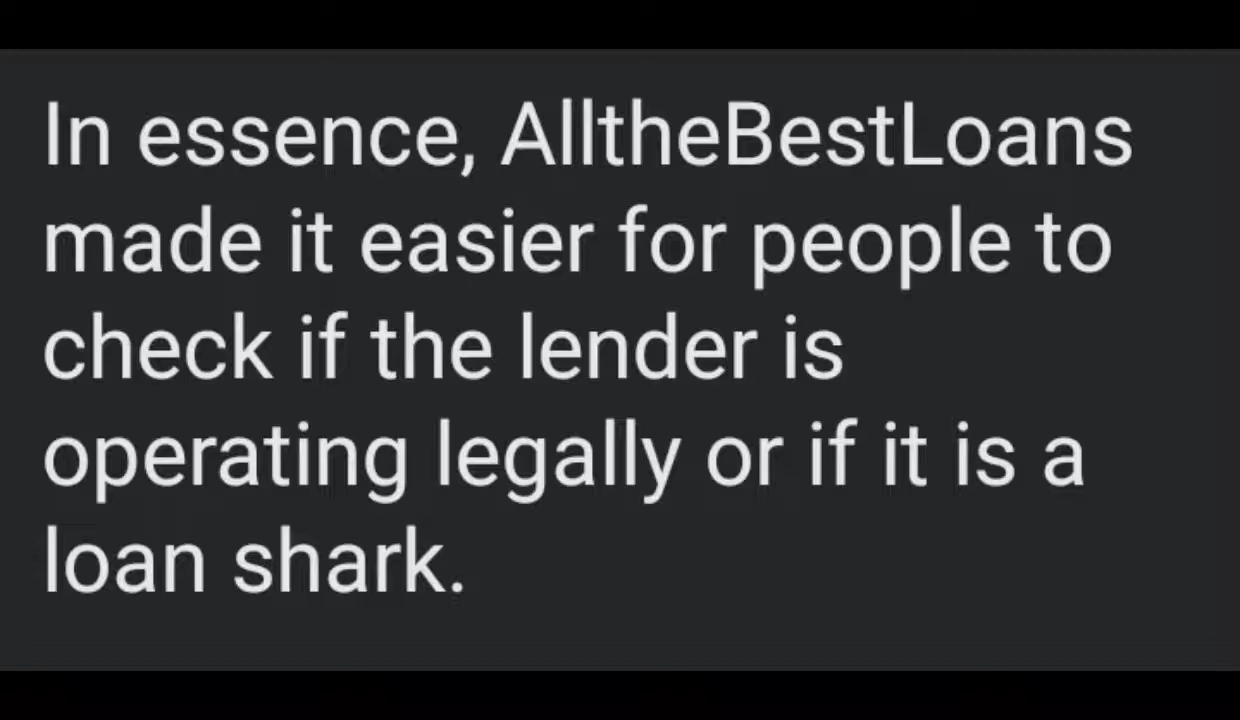 In essence, AlltheBestLoans
made it easier for people to
check if the lender is
operating legally or if it is a
loan shark.